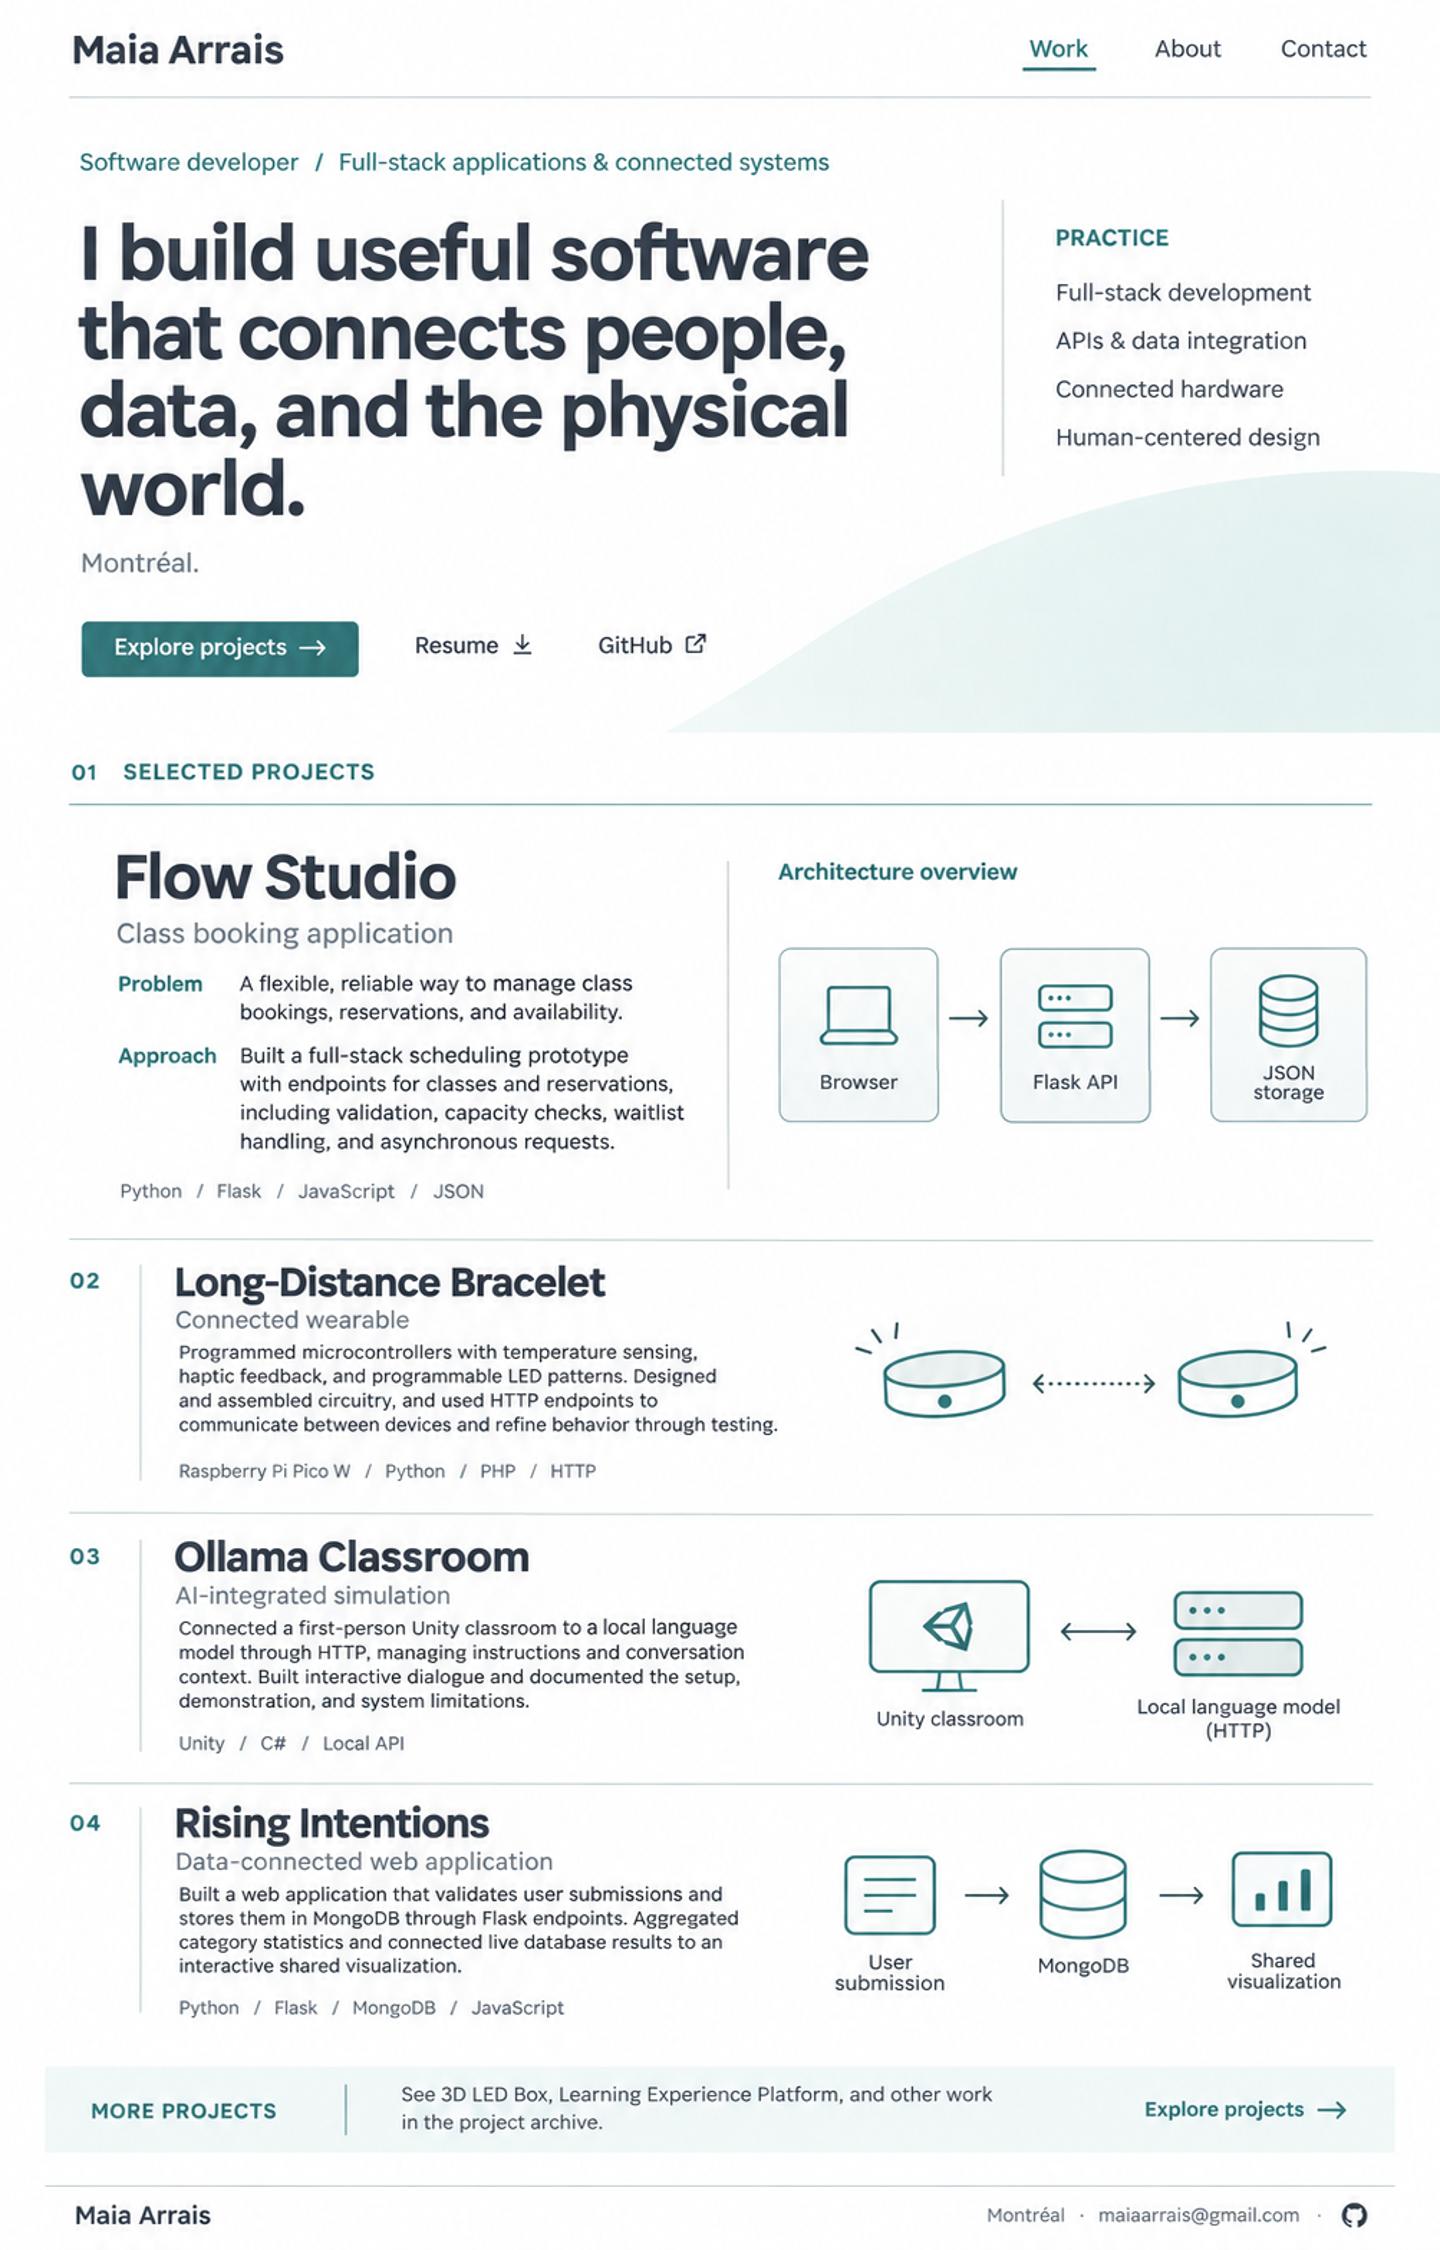 Maia Arrais
Work
About
Contact
Software developer / Full-stack applications & connected systems
I build useful software
that connects people,
data, and the physical
world.
Montréal.
Explore projects →
Resume
GitHub
PRACTICE
Full-stack development
APIs & data integration
Connected hardware
Human-centered design
01 SELECTED PROJECTS
Flow Studio
Class booking application
Problem
A flexible, reliable way to manage class
bookings, reservations, and availability.
Approach
Built a full-stack scheduling prototype
with endpoints for classes and reservations,
including validation, capacity checks, waitlist
handling, and asynchronous requests.
Python / Flask / JavaScript / JSON
Architecture overview
Browser
Flask API
JSON
storage
02
Long-Distance Bracelet
Connected wearable
Programmed microcontrollers with temperature sensing,
haptic feedback, and programmable LED patterns. Designed
and assembled circuitry, and used HTTP endpoints to
communicate between devices and refine behavior through testing.
Raspberry Pi Pico W / Python / PHP / HTTP
03
Ollama Classroom
AI-integrated simulation
Connected a first-person Unity classroom to a local language
model through HTTP, managing instructions and conversation
context. Built interactive dialogue and documented the setup,
demonstration, and system limitations.
Unity / C# / Local API
Unity classroom
Local language model
(HTTP)
04
Rising Intentions
Data-connected web application
Built a web application that validates user submissions and
stores them in MongoDB through Flask endpoints. Aggregated
category statistics and connected live database results to an
interactive shared visualization.
Python / Flask / MongoDB / JavaScript
User
submission
MongoDB
Shared
visualization
MORE PROJECTS
See 3D LED Box, Learning Experience Platform, and other work
in the project archive.
Explore projects →
Maia Arrais
Montréal · maiaarrais@gmail.com ·